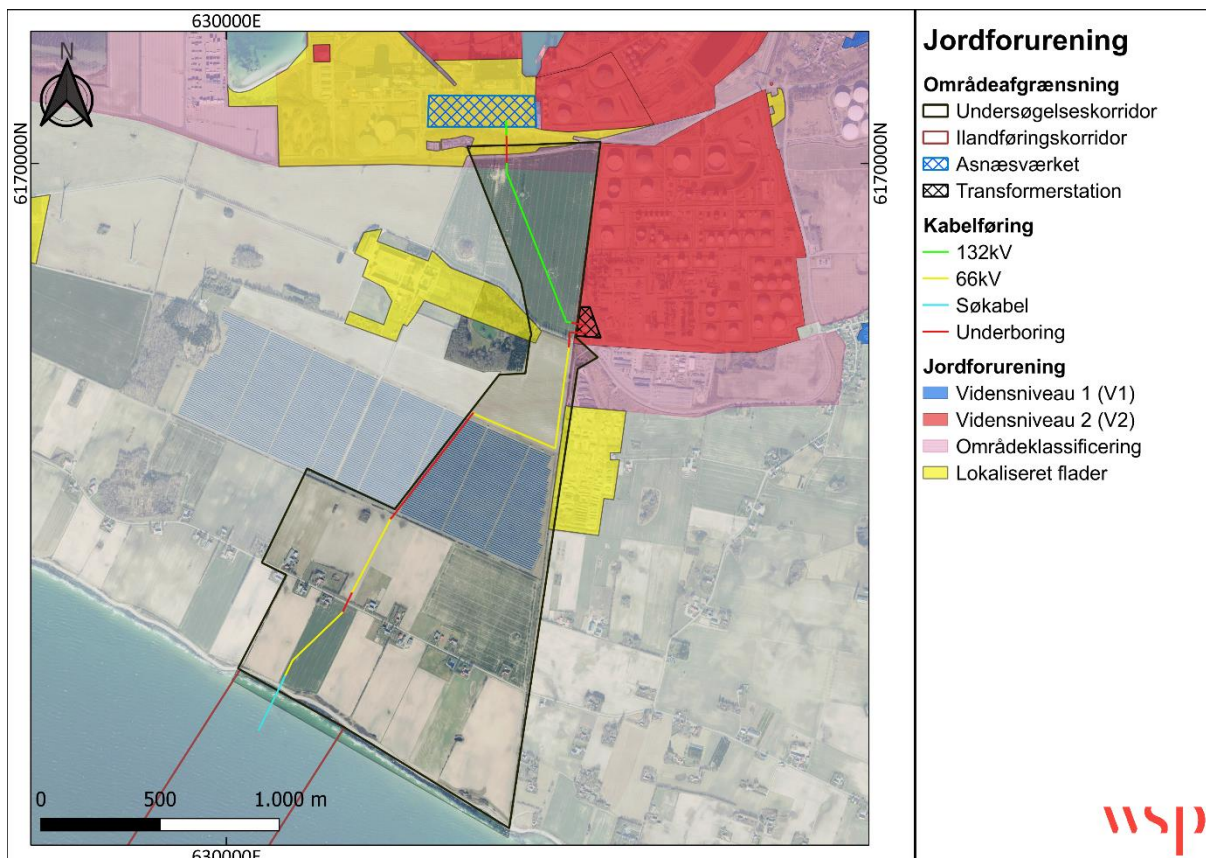 630000E
6170000N
6170000N
N
0 500 1.000 m
630000E
Jordforurening
Områdeafgrænsning
Undersøgelseskorridor
Ilandføringskorridor
Asnæsværket
Transformerstation
Kabelføring
132kV
66kV
Søkabel
Underboring
Jordforurening
Vidensniveau 1 (V1)
Vidensniveau 2 (V2)
Områdeklassificering
Lokaliseret flader
wsp